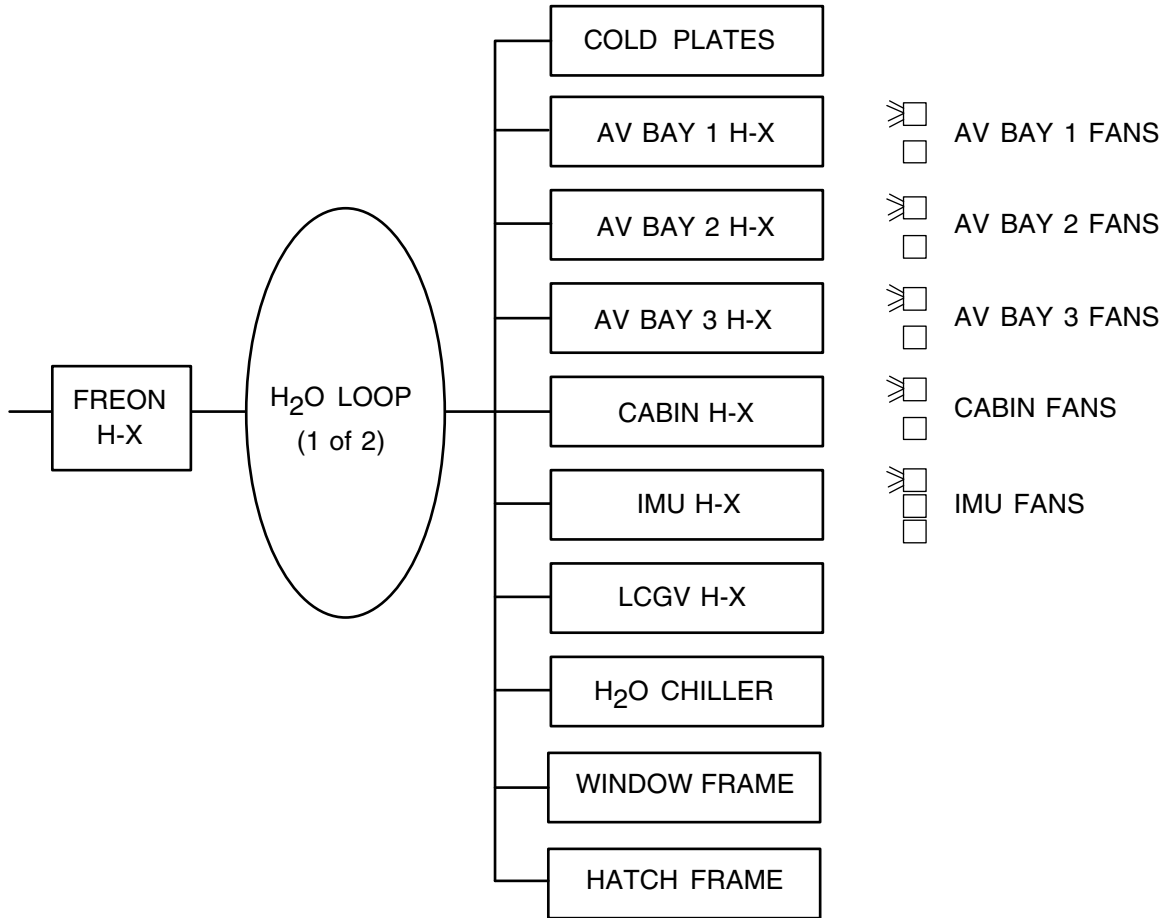 COLD PLATES
AV BAY 1 H-X
AV BAY 1 FANS
AV BAY 2 H-X
AV BAY 2 FANS
AV BAY 3 H-X
AV BAY 3 FANS
FREON
H-X
H₂O LOOP
(1 of 2)
CABIN H-X
CABIN FANS
IMU H-X
IMU FANS
LCGV H-X
H₂O CHILLER
WINDOW FRAME
HATCH FRAME